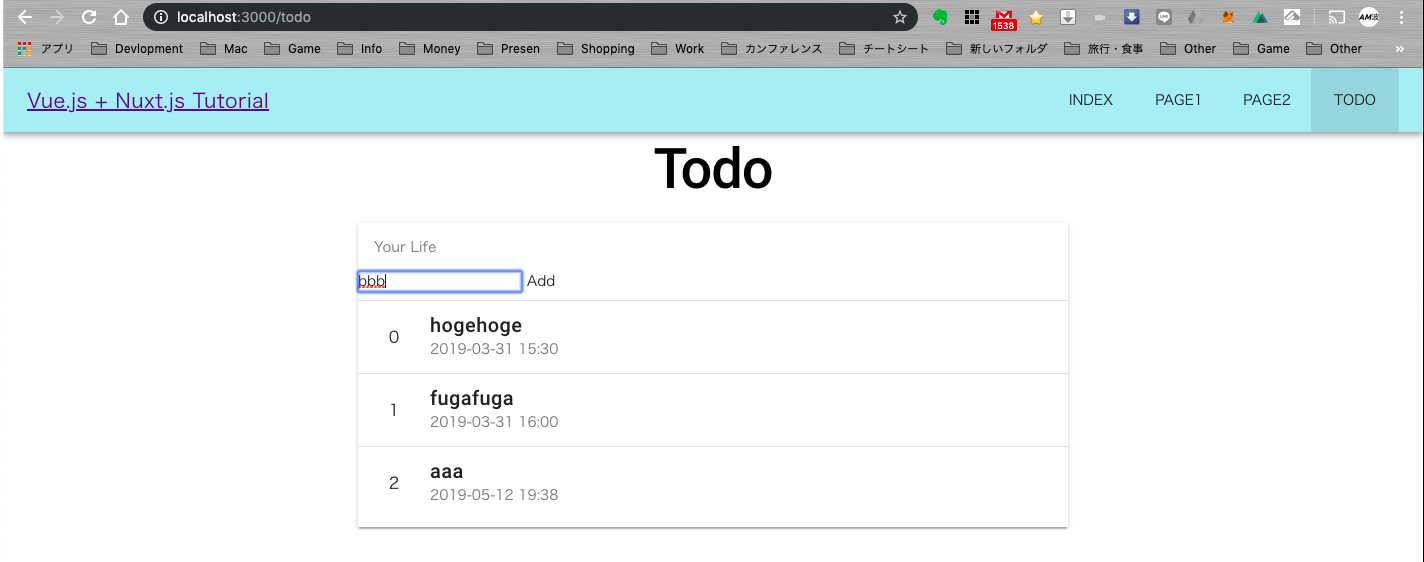 localhost:3000/todo
1538
アプリ Devlopment Mac Game Info Money Presen Shopping Work カンファレンス チートシート 新しいフォルダ 旅行・食事 Other Game Other »
Vue.js + Nuxt.js Tutorial INDEX PAGE1 PAGE2 TODO
Todo
Your Life
bbb Add
0 hogehoge
2019-03-31 15:30
1 fugafuga
2019-03-31 16:00
2 aaa
2019-05-12 19:38